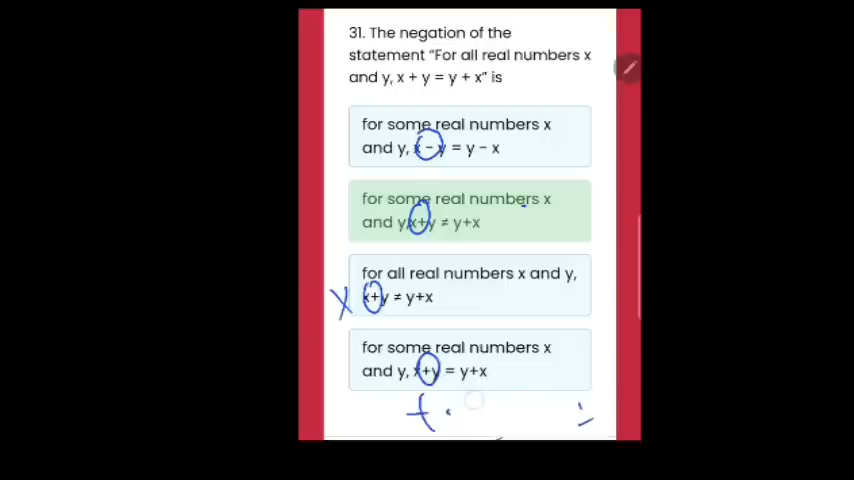 31. The negation of the
statement "For all real numbers x
and y, x + y = y + x" is
for some real numbers x
and y, x - y = y - x
for some real numbers x
and y,x+y ≠ y+x
for all real numbers x and y,
X x+y ≠ y+x
for some real numbers x
and y, x+y = y+x